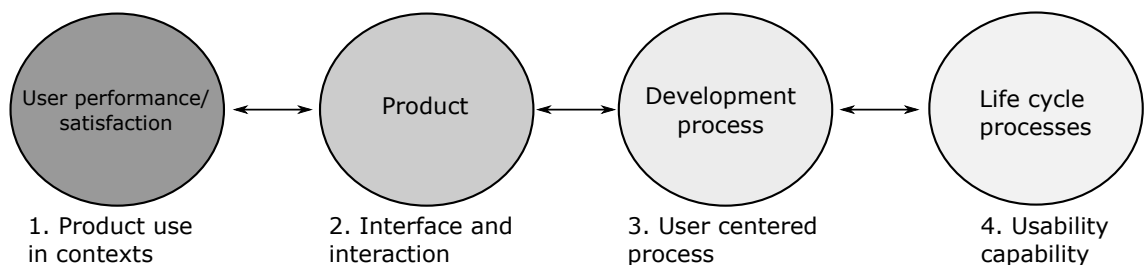 User performance/
satisfaction
Product
Development
process
Life cycle
processes
1. Product use
in contexts
2. Interface and
interaction
3. User centered
process
4. Usability
capability